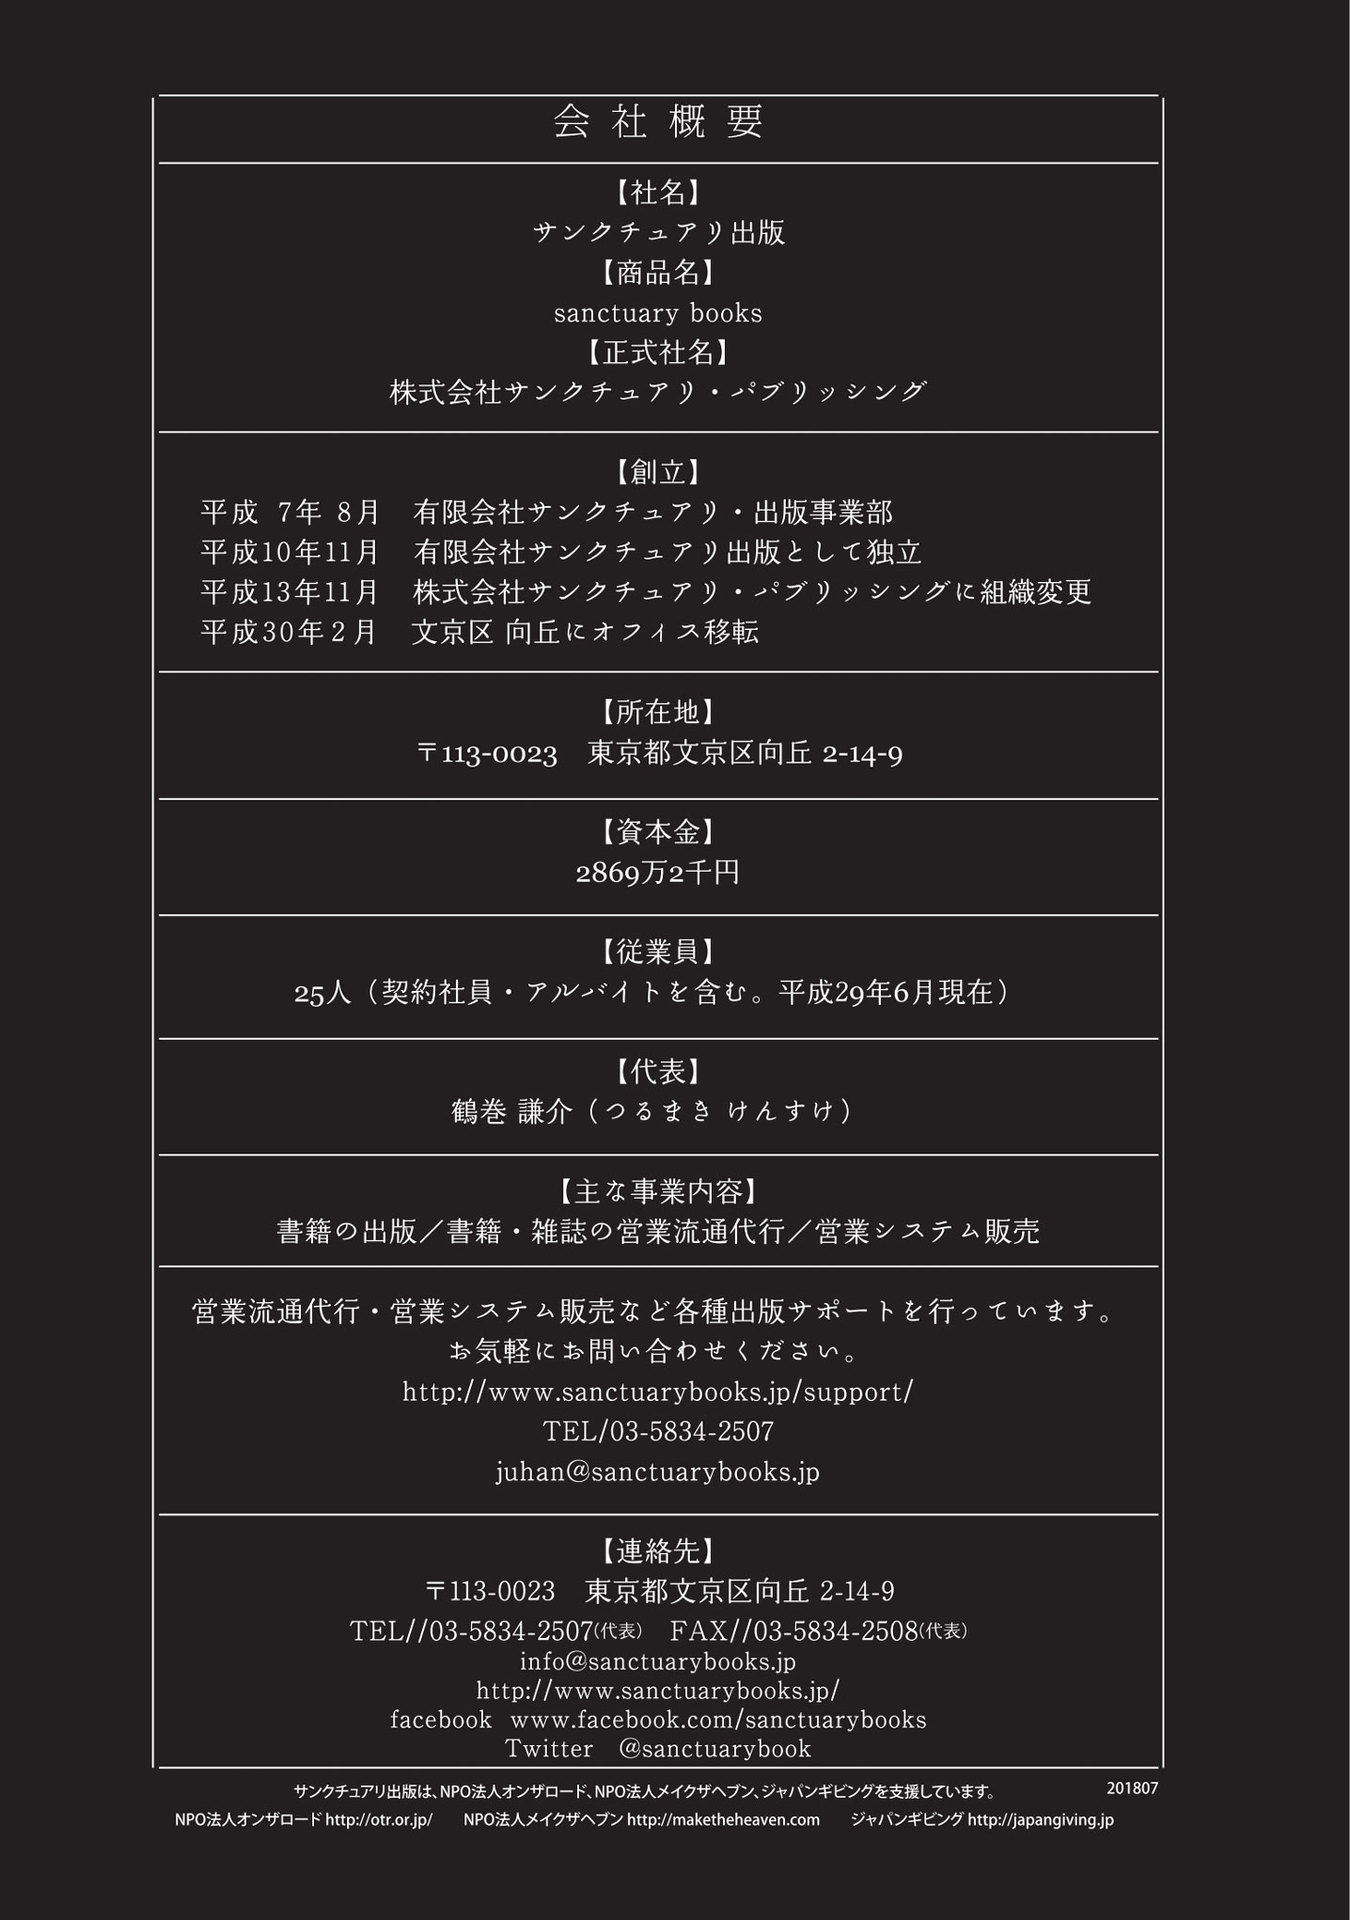 会社概要
【社名】
サンクチュアリ出版
【商品名】
sanctuary books
【正式社名】
株式会社サンクチュアリ・パブリッシング
【創立】
平成 7年 8月　有限会社サンクチュアリ・出版事業部
平成10年11月　有限会社サンクチュアリ出版として独立
平成13年11月　株式会社サンクチュアリ・パブリッシングに組織変更
平成30年2月　文京区 向丘にオフィス移転
【所在地】
〒113-0023　東京都文京区向丘 2-14-9
【資本金】
2869万2千円
【従業員】
25人（契約社員・アルバイトを含む。平成29年6月現在）
【代表】
鶴巻 謙介（つるまき けんすけ）
【主な事業内容】
書籍の出版／書籍・雑誌の営業流通代行／営業システム販売
営業流通代行・営業システム販売など各種出版サポートを行っています。
お気軽にお問い合わせください。
http://www.sanctuarybooks.jp/support/
TEL/03-5834-2507
juhan@sanctuarybooks.jp
【連絡先】
〒113-0023　東京都文京区向丘 2-14-9
TEL//03-5834-2507(代表)　FAX//03-5834-2508(代表)
info@sanctuarybooks.jp
http://www.sanctuarybooks.jp/
facebook www.facebook.com/sanctuarybooks
Twitter　@sanctuarybook
サンクチュアリ出版は、NPO法人オンザロード、NPO法人メイクザヘブン、ジャパンギビングを支援しています。　201807
NPO法人オンザロード http://otr.or.jp/　NPO法人メイクザヘブン http://maketheheaven.com　ジャパンギビング http://japangiving.jp